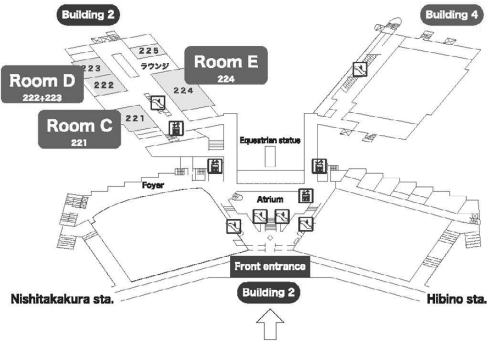 Building 2
Building 4
225
ラウンジ
Room E
224
223
Room D
222+223
222
224
Room C
221
221
Equestrian status
Foyer
Atrium
Front entrance
Nishitakakura sta.
Building 2
Hibino sta.